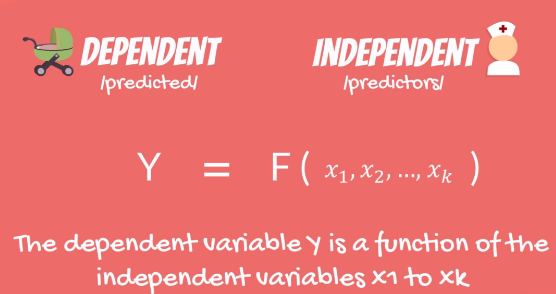 DEPENDENT INDEPENDENT
/predicted/ /predictors/
Y = F( x₁, x₂, ..., xₖ )
The dependent variable Y is a function of the
independent variables x1 to xk